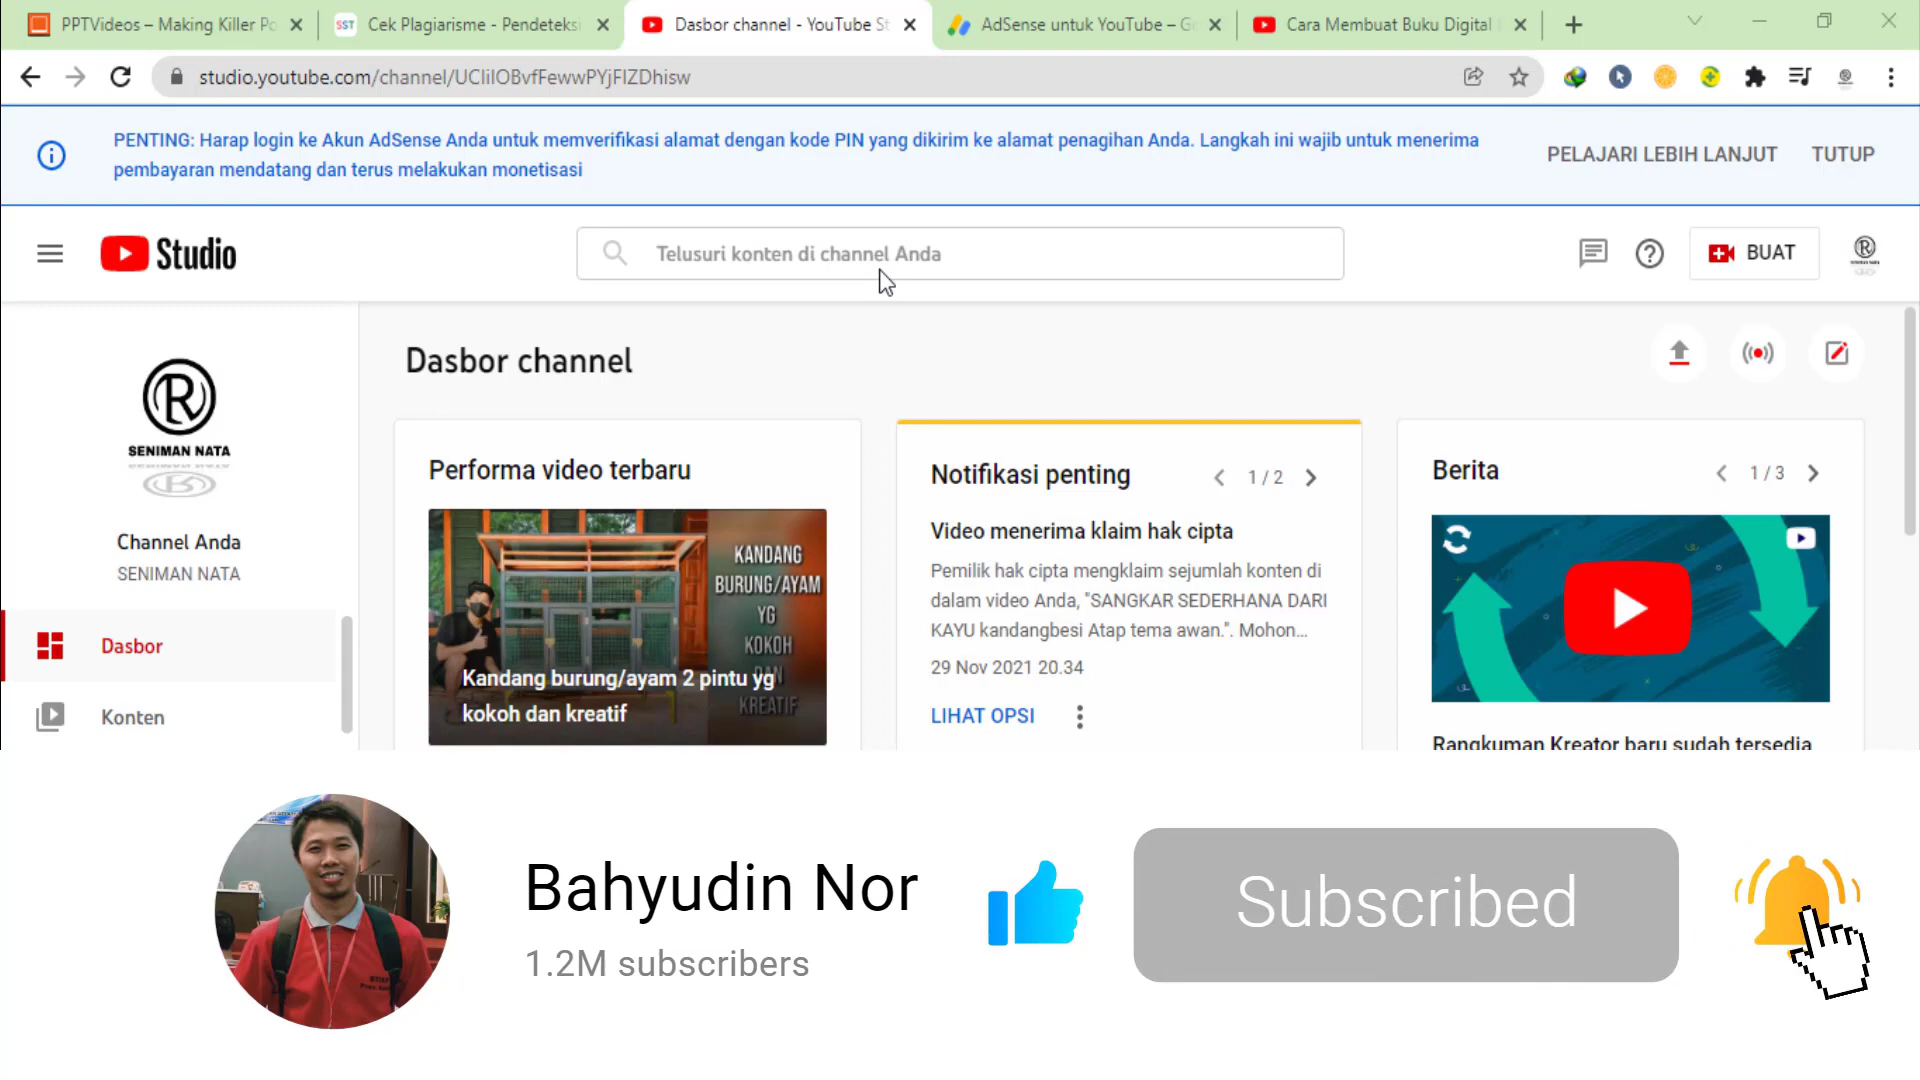 PPTVideos – Making Killer Po
SST
Cek Plagiarisme - Pendeteksi
Dasbor channel - YouTube St
AdSense untuk YouTube – Go
Cara Membuat Buku Digital
studio.youtube.com/channel/UCIiIOBvfFewwPYjFIZDhisw
PENTING: Harap login ke Akun AdSense Anda untuk memverifikasi alamat dengan kode PIN yang dikirim ke alamat penagihan Anda. Langkah ini wajib untuk menerima
pembayaran mendatang dan terus melakukan monetisasi
PELAJARI LEBIH LANJUT
TUTUP
Studio
Telusuri konten di channel Anda
BUAT
R
SENIMAN NATA
Channel Anda
SENIMAN NATA
Dasbor
Konten
Dasbor channel
Performa video terbaru
KANDANG
BURUNG/AYAM
YG
KOKOH
DAN
KREATIF
Kandang burung/ayam 2 pintu yg
kokoh dan kreatif
Notifikasi penting
1 / 2
Video menerima klaim hak cipta
Pemilik hak cipta mengklaim sejumlah konten di
dalam video Anda, "SANGKAR SEDERHANA DARI
KAYU kandangbesi Atap tema awan.". Mohon...
29 Nov 2021 20.34
LIHAT OPSI
Berita
1 / 3
Rangkuman Kreator baru sudah tersedia
Bahyudin Nor
1.2M subscribers
Subscribed